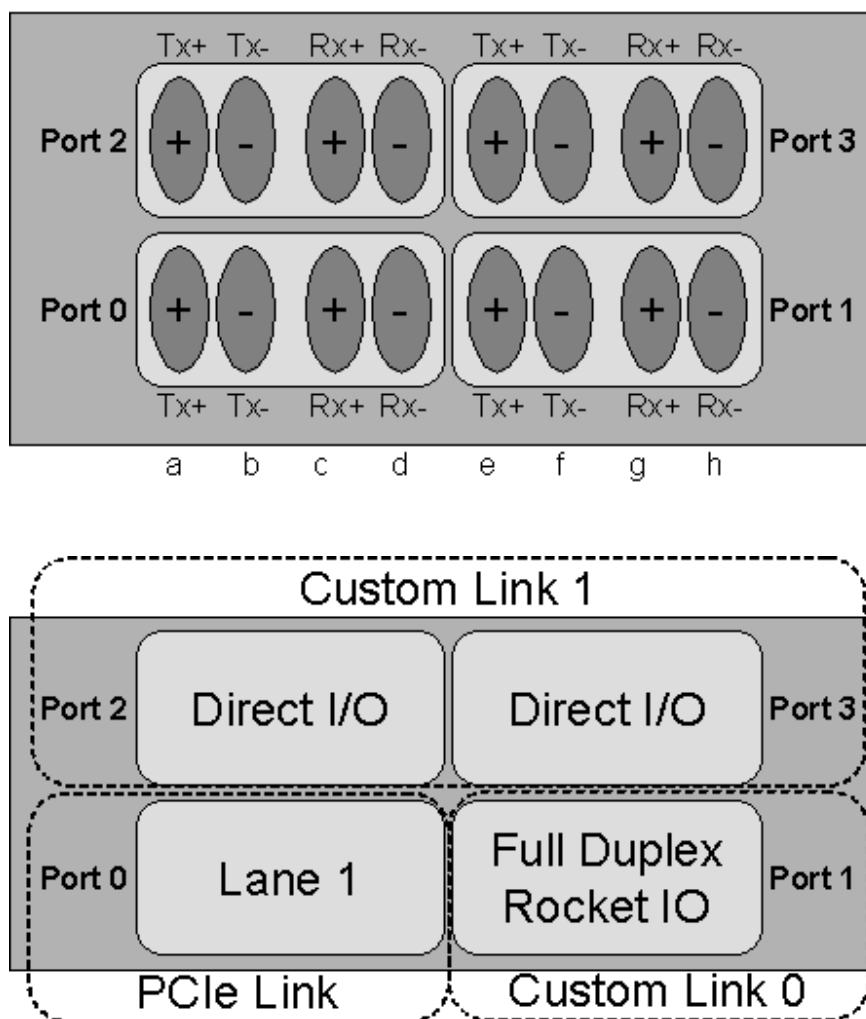 Tx+ Tx- Rx+ Rx- Tx+ Tx- Rx+ Rx-
Port 2 + - + - + - + - Port 3
Port 0 + - + - + - + - Port 1
Tx+ Tx- Rx+ Rx- Tx+ Tx- Rx+ Rx-
a b c d e f g h
Custom Link 1
Port 2 Direct I/O Direct I/O Port 3
Port 0 Lane 1 Full Duplex
Rocket IO Port 1
PCIe Link Custom Link 0